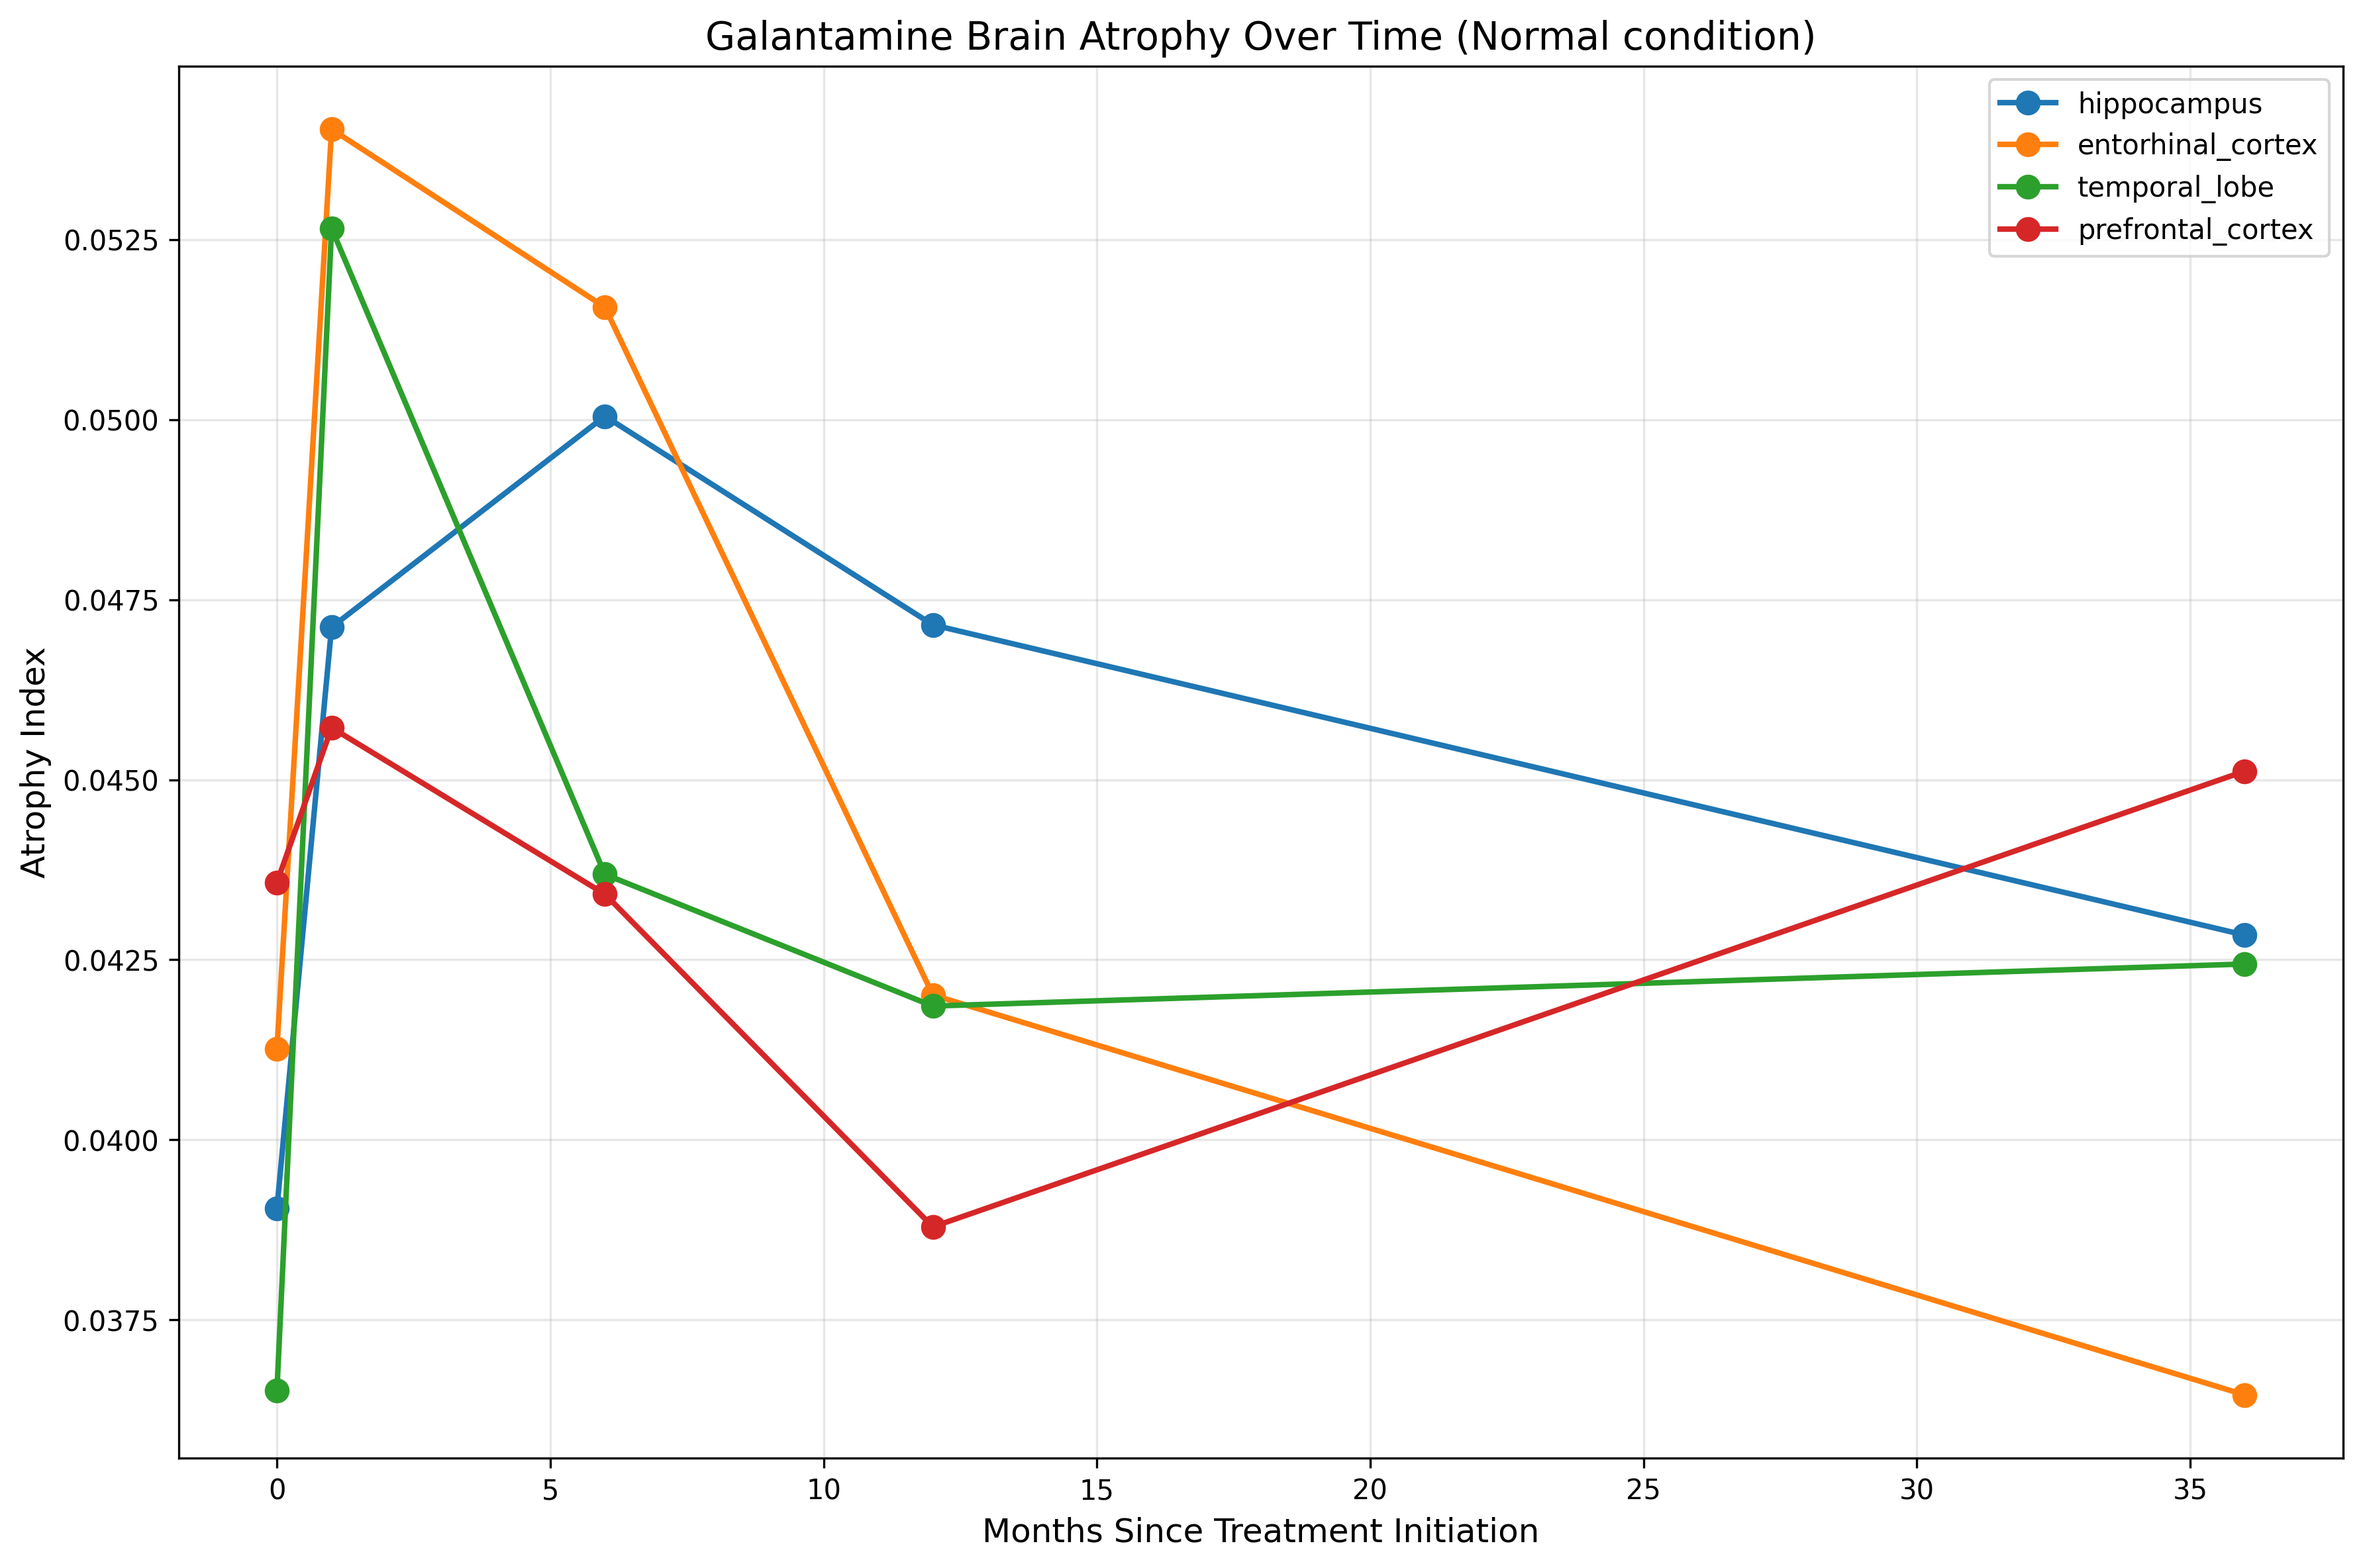 Galantamine Brain Atrophy Over Time (Normal condition)
hippocampus
entorhinal_cortex
temporal_lobe
prefrontal_cortex
Atrophy Index
0.0525
0.0500
0.0475
0.0450
0.0425
0.0400
0.0375
0 5 10 15 20 25 30 35
Months Since Treatment Initiation